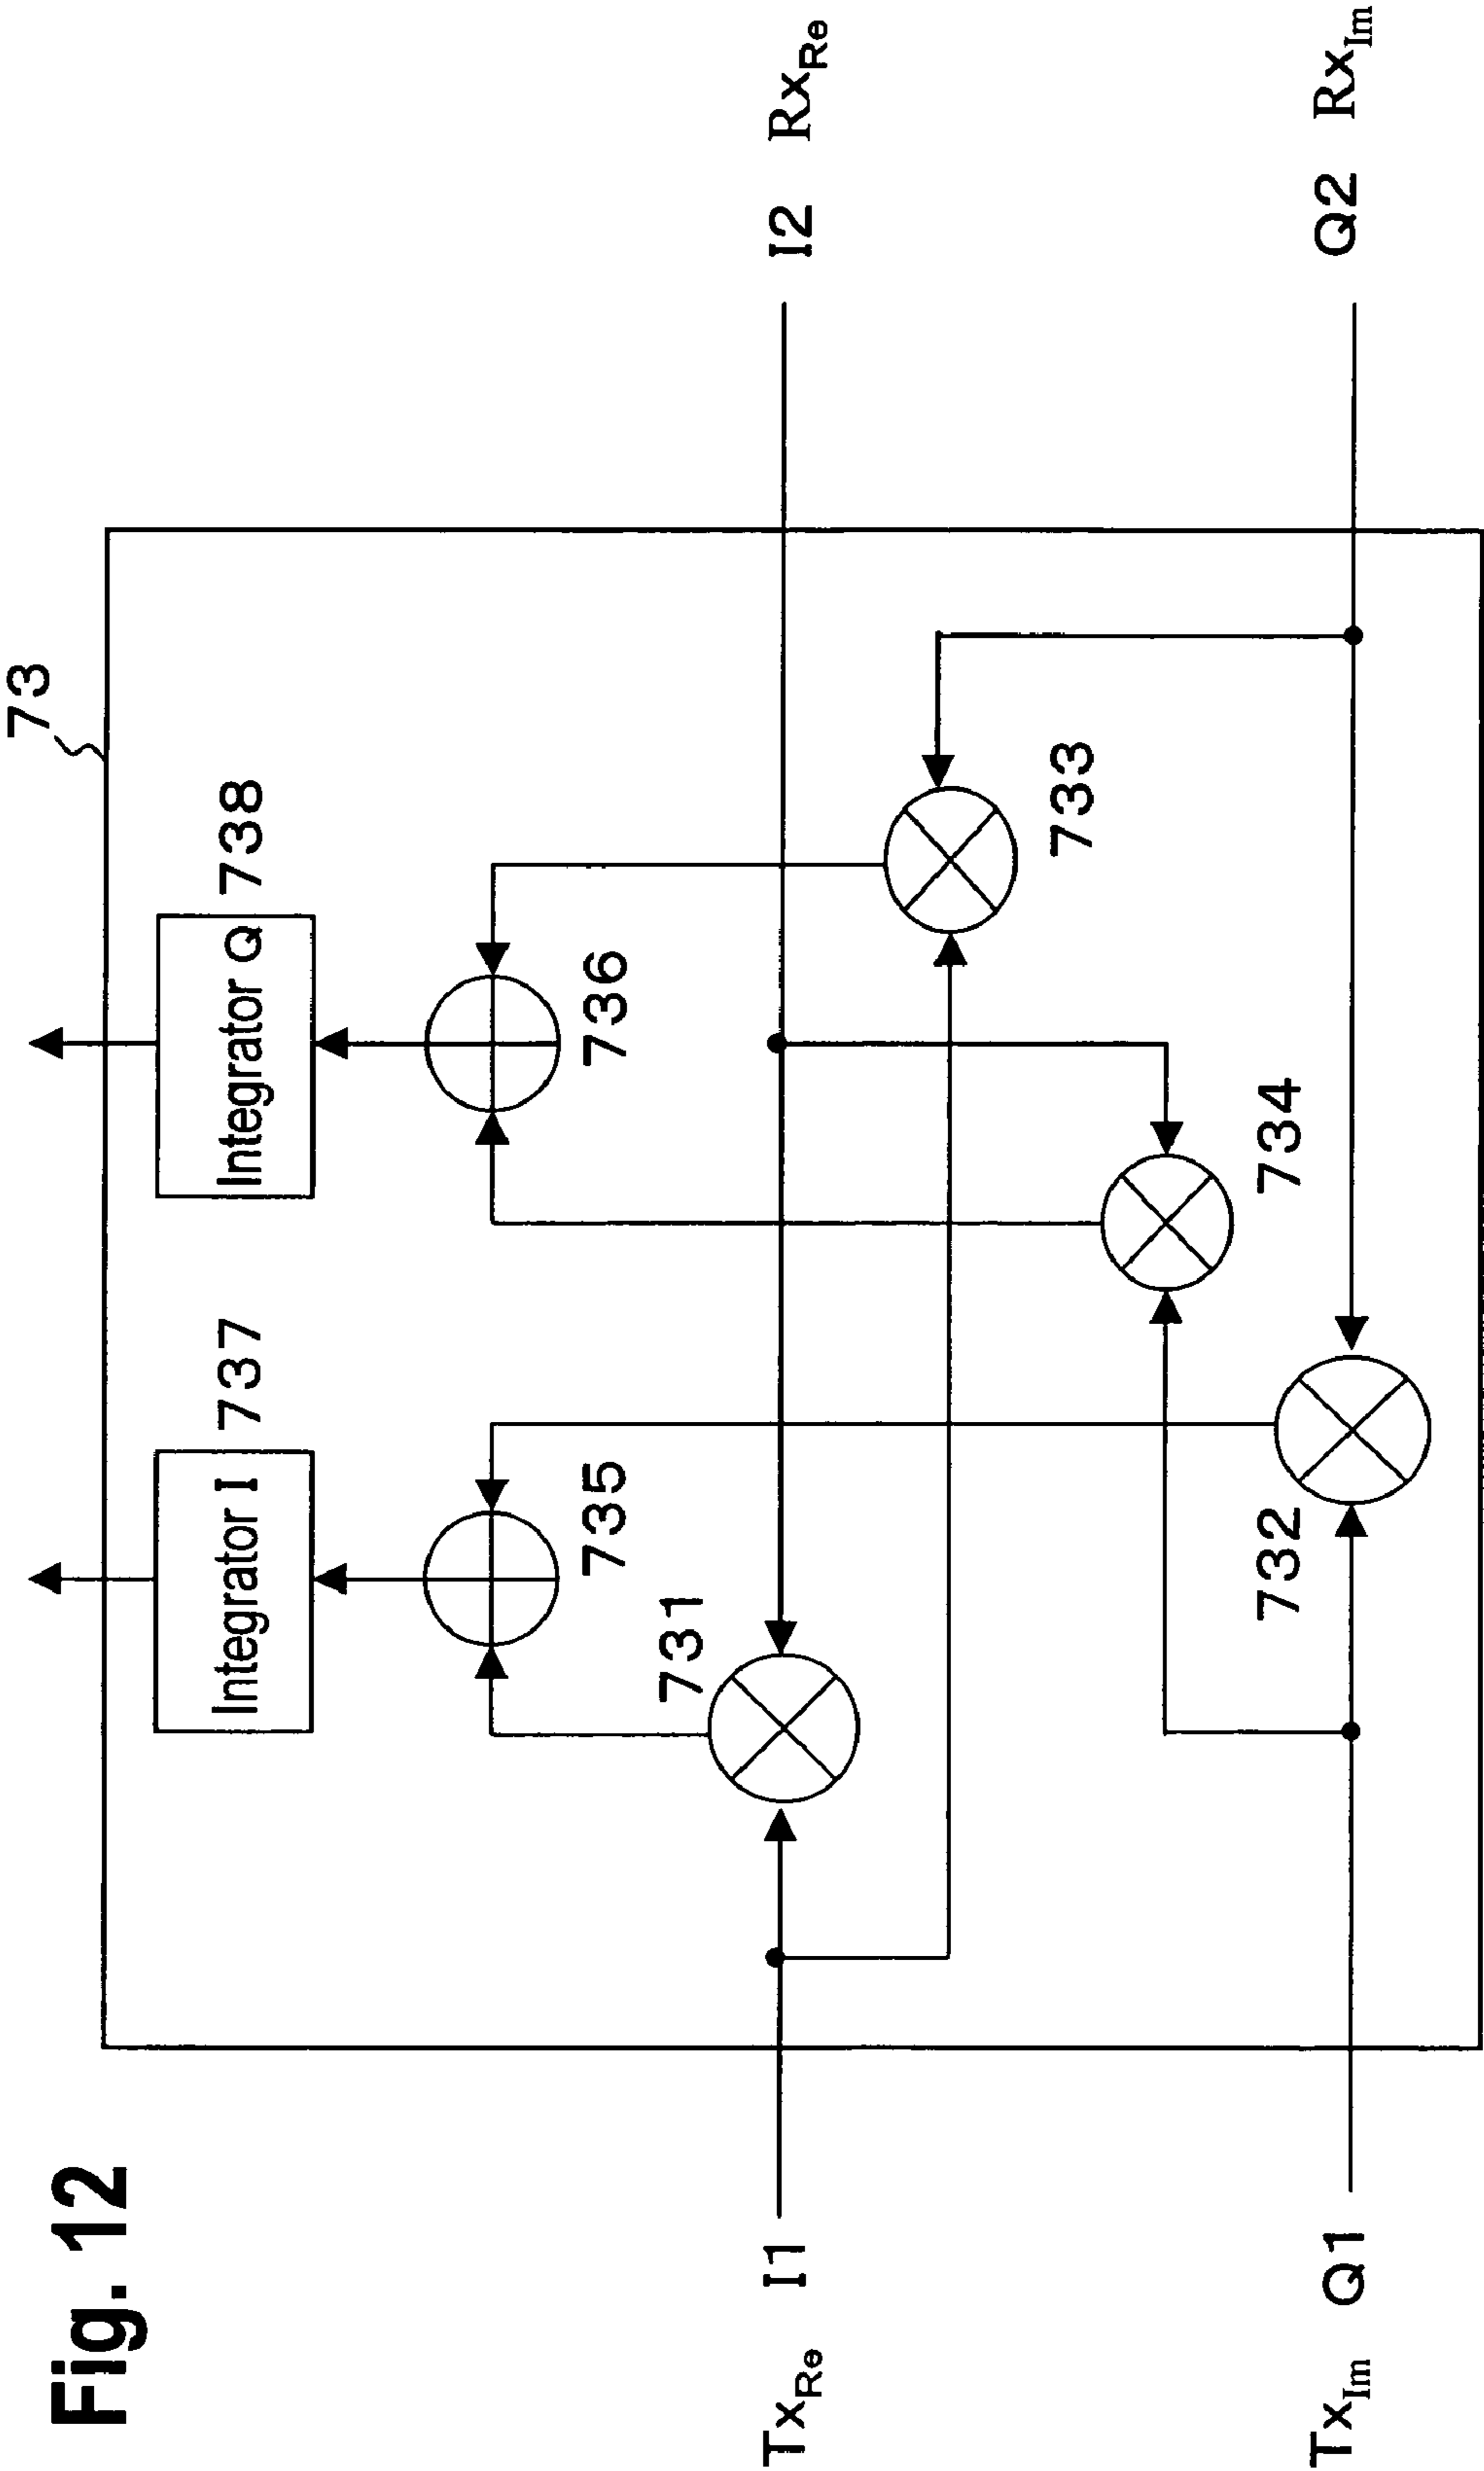 Fig. 12
73
Integrator I 737
Integrator Q 738
735
736
731
Tx_Re I1
I2 Rx_Re
733
734
732
Tx_Im Q1
Q2 Rx_Im